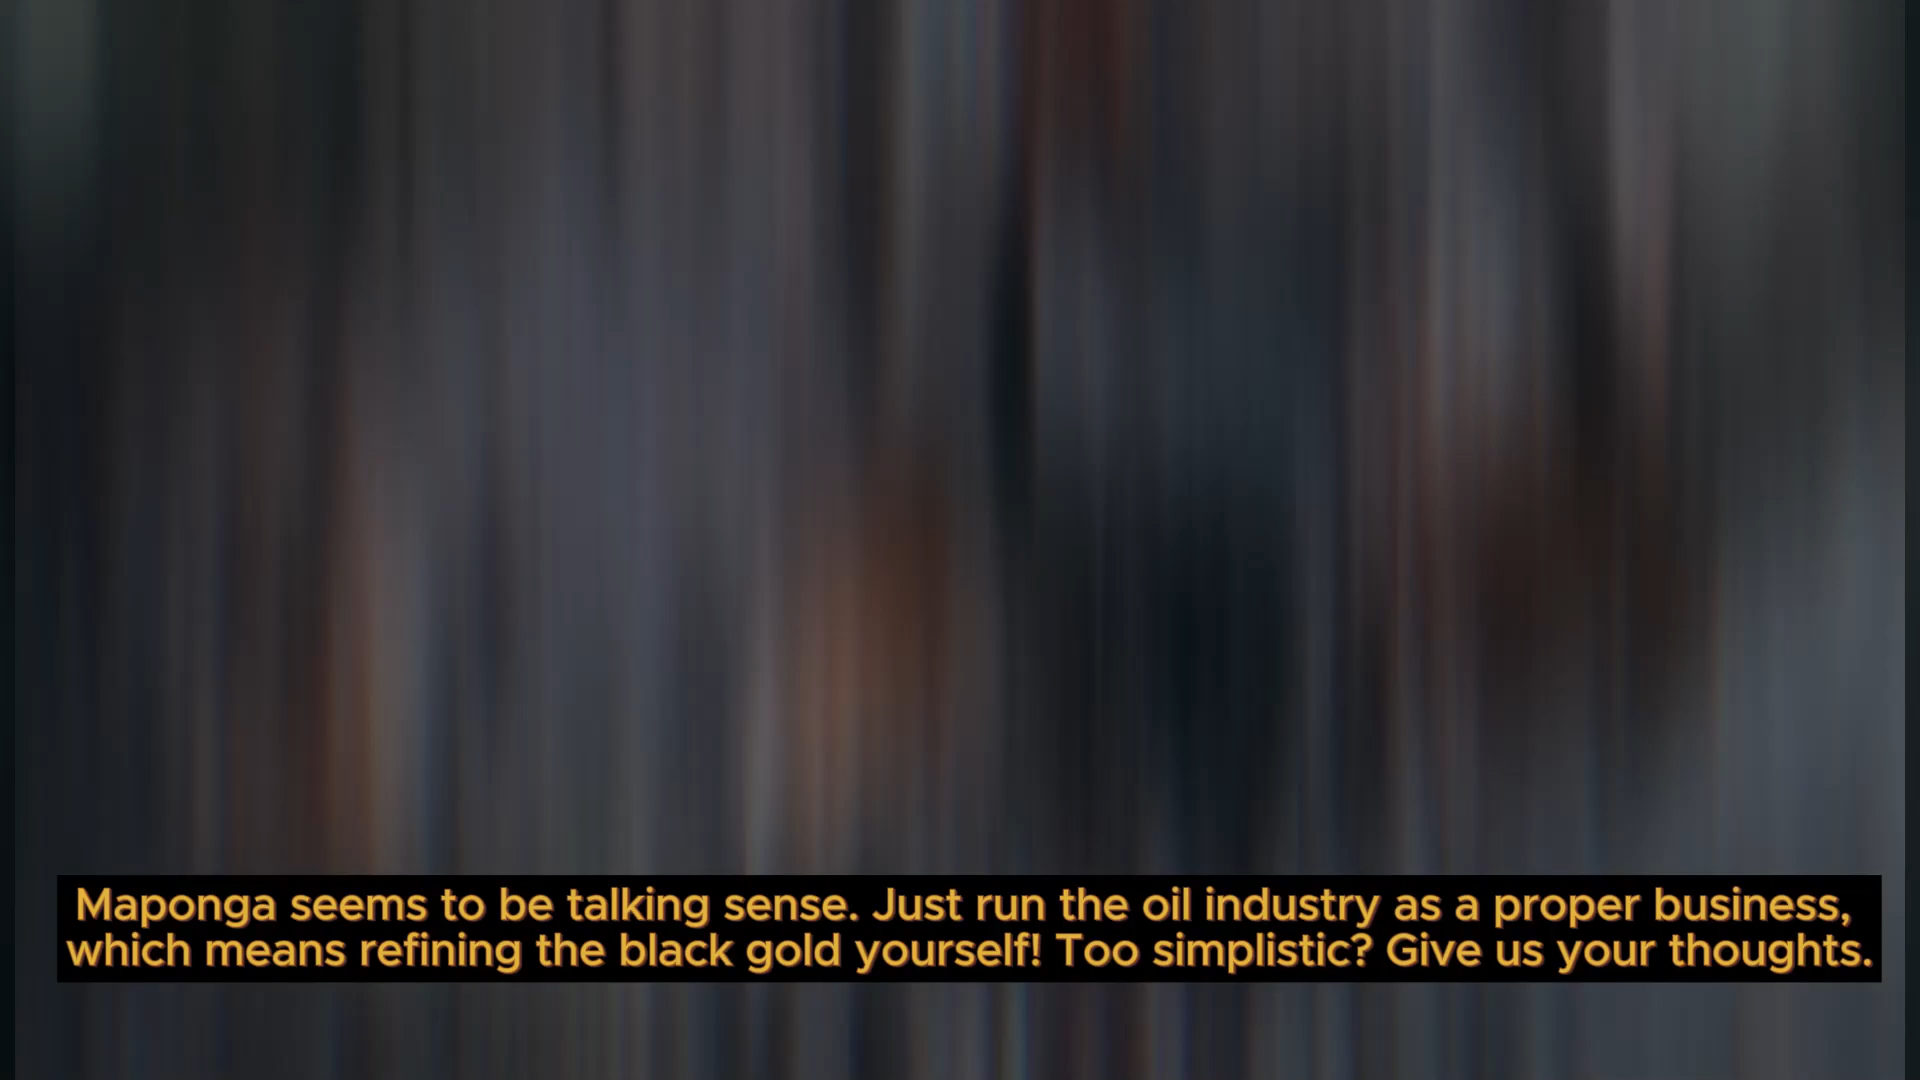 Maponga seems to be talking sense. Just run the oil industry as a proper business,
which means refining the black gold yourself! Too simplistic? Give us your thoughts.